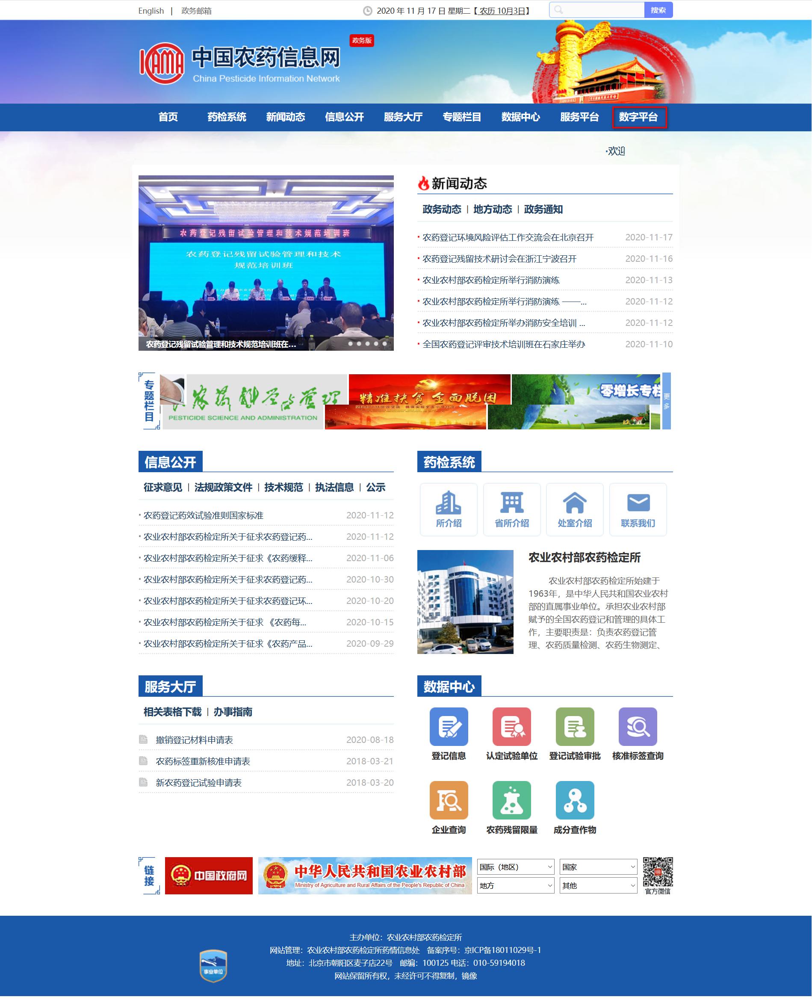 English | 政务邮箱
2020 年 11 月 17 日 星期二【 农历 10月3日】
搜索
政务版
ICAMA
中国农药信息网
China Pesticide Information Network
首页 药检系统 新闻动态 信息公开 服务大厅 专题栏目 数据中心 服务平台 数字平台
·欢迎
农药登记残留试验管理和技术规范培训班
农药登记残留试验管理和技术
规范培训班
农药登记残留试验管理和技术规范培训班在...
新闻动态
政务动态 | 地方动态 | 政务通知
农药登记环境风险评估工作交流会在北京召开 2020-11-17
农药登记残留技术研讨会在浙江宁波召开 2020-11-16
农业农村部农药检定所举行消防演练 2020-11-13
农业农村部农药检定所举行消防演练 ——... 2020-11-12
农业农村部农药检定所举办消防安全培训 ... 2020-11-12
全国农药登记评审技术培训班在石家庄举办 2020-11-10
专题栏目
农药科学与管理
PESTICIDE SCIENCE AND ADMINISTRATION
精准扶贫 全面脱困
零增长专栏
更多
信息公开
征求意见 | 法规政策文件 | 技术规范 | 执法信息 | 公示
农药登记药效试验准则国家标准 2020-11-12
农业农村部农药检定所关于征求农药登记药... 2020-11-12
农业农村部农药检定所关于征求《农药缓释... 2020-11-06
农业农村部农药检定所关于征求农药登记药... 2020-10-30
农业农村部农药检定所关于征求农药登记环... 2020-10-20
农业农村部农药检定所关于征求 《农药每... 2020-10-15
农业农村部农药检定所关于征求《农药产品... 2020-09-29
药检系统
所介绍 省所介绍 处室介绍 联系我们
农业农村部农药检定所
农业农村部农药检定所始建于
1963年，是中华人民共和国农业农村
部的直属事业单位。承担农业农村部
赋予的全国农药登记和管理的具体工
作，主要职责是：负责农药登记管
理、农药质量检测、农药生物测定、
服务大厅
相关表格下载 | 办事指南
撤销登记材料申请表 2020-08-18
农药标签重新核准申请表 2018-03-21
新农药登记试验申请表 2018-03-20
数据中心
登记信息 认定试验单位 登记试验审批 核准标签查询
企业查询 农药残留限量 成分查作物
链接
中国政府网
中华人民共和国农业农村部
Ministry of Agriculture and Rural Affairs of the People's Republic of China
国际（地区） 国家
地方 其他
官方微信
主办单位：农业农村部农药检定所
网站管理：农业农村部农药检定所药情信息处 备案序号：京ICP备18011029号-1
地址：北京市朝阳区麦子店22号 邮编：100125 电话：010-59194018
网站保留所有权，未经许可不得复制，镜像
事业单位